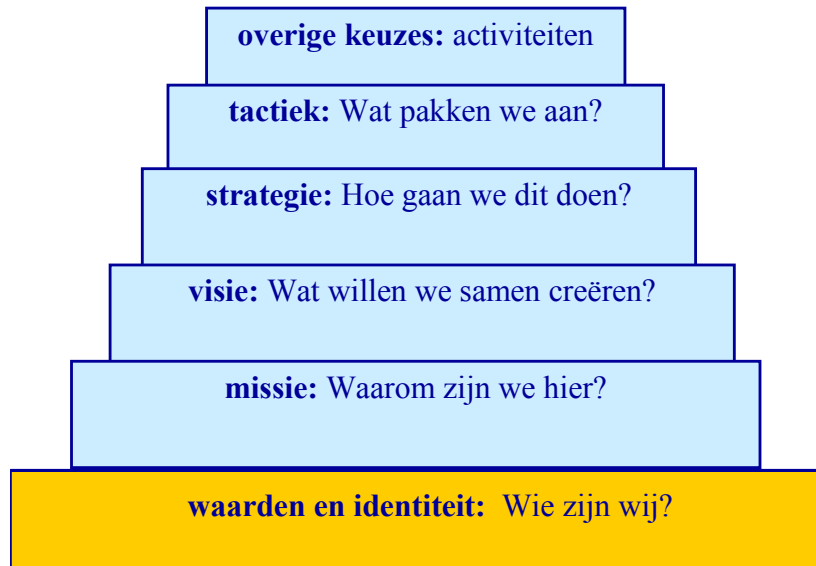 overige keuzes: activiteiten
tactiek: Wat pakken we aan?
strategie: Hoe gaan we dit doen?
visie: Wat willen we samen creëren?
missie: Waarom zijn we hier?
waarden en identiteit: Wie zijn wij?